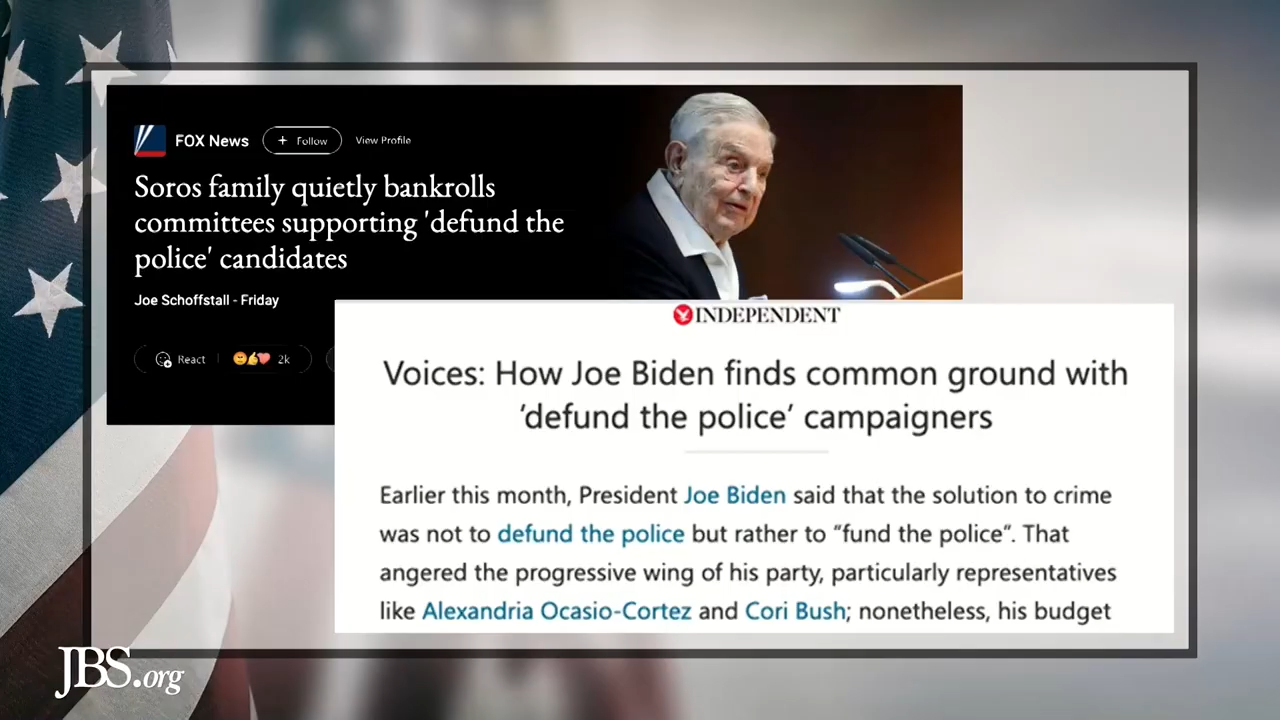 FOX News
+ Follow
View Profile
Soros family quietly bankrolls
committees supporting 'defund the
police' candidates
Joe Schoffstall - Friday
React
2k
INDEPENDENT
Voices: How Joe Biden finds common ground with
‘defund the police’ campaigners
Earlier this month, President Joe Biden said that the solution to crime
was not to defund the police but rather to “fund the police”. That
angered the progressive wing of his party, particularly representatives
like Alexandria Ocasio-Cortez and Cori Bush; nonetheless, his budget
JBS.org